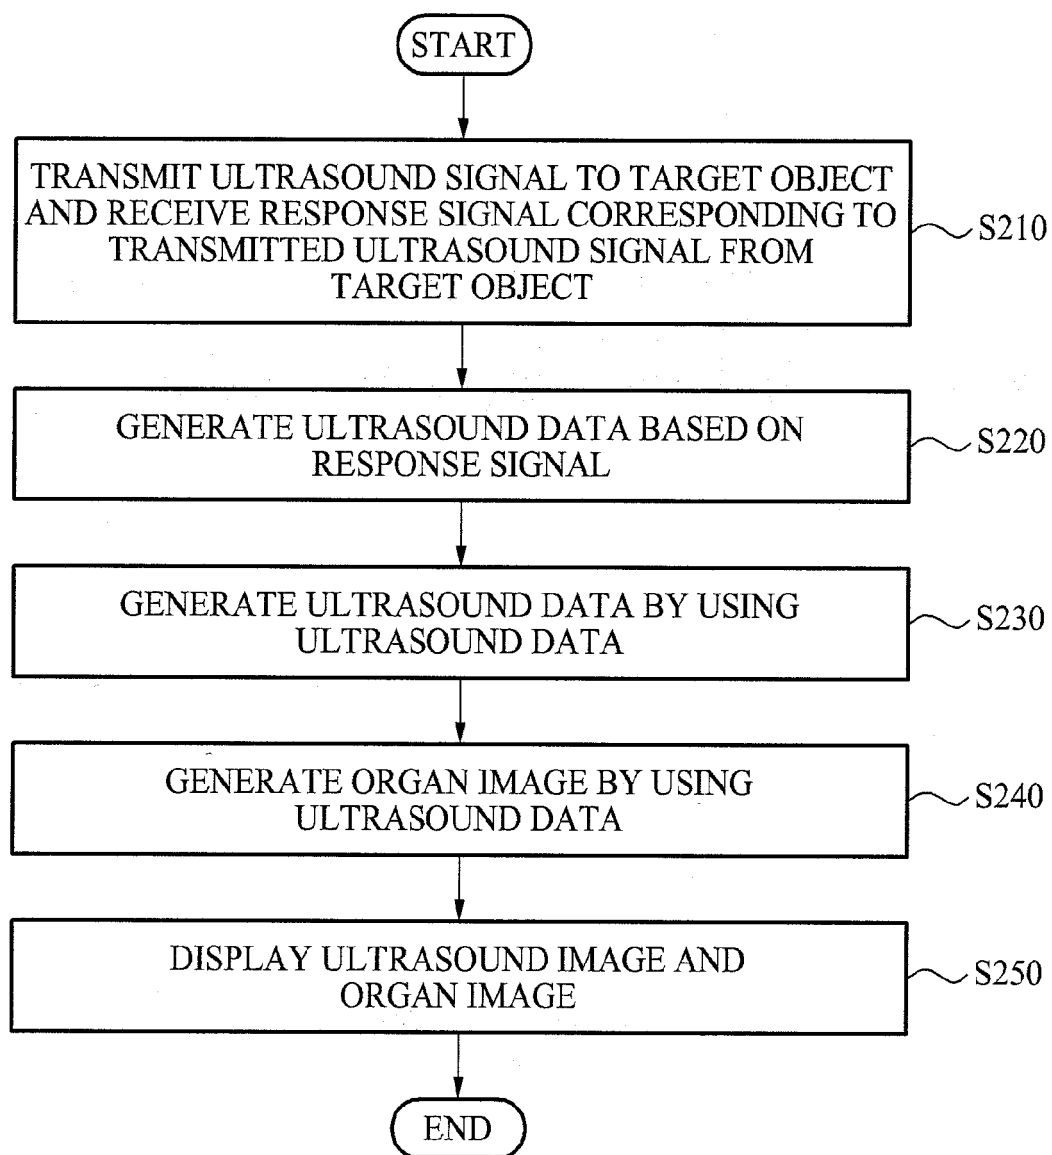 START
TRANSMIT ULTRASOUND SIGNAL TO TARGET OBJECT
AND RECEIVE RESPONSE SIGNAL CORRESPONDING TO
TRANSMITTED ULTRASOUND SIGNAL FROM
TARGET OBJECT
S210
GENERATE ULTRASOUND DATA BASED ON
RESPONSE SIGNAL
S220
GENERATE ULTRASOUND DATA BY USING
ULTRASOUND DATA
S230
GENERATE ORGAN IMAGE BY USING
ULTRASOUND DATA
S240
DISPLAY ULTRASOUND IMAGE AND
ORGAN IMAGE
S250
END